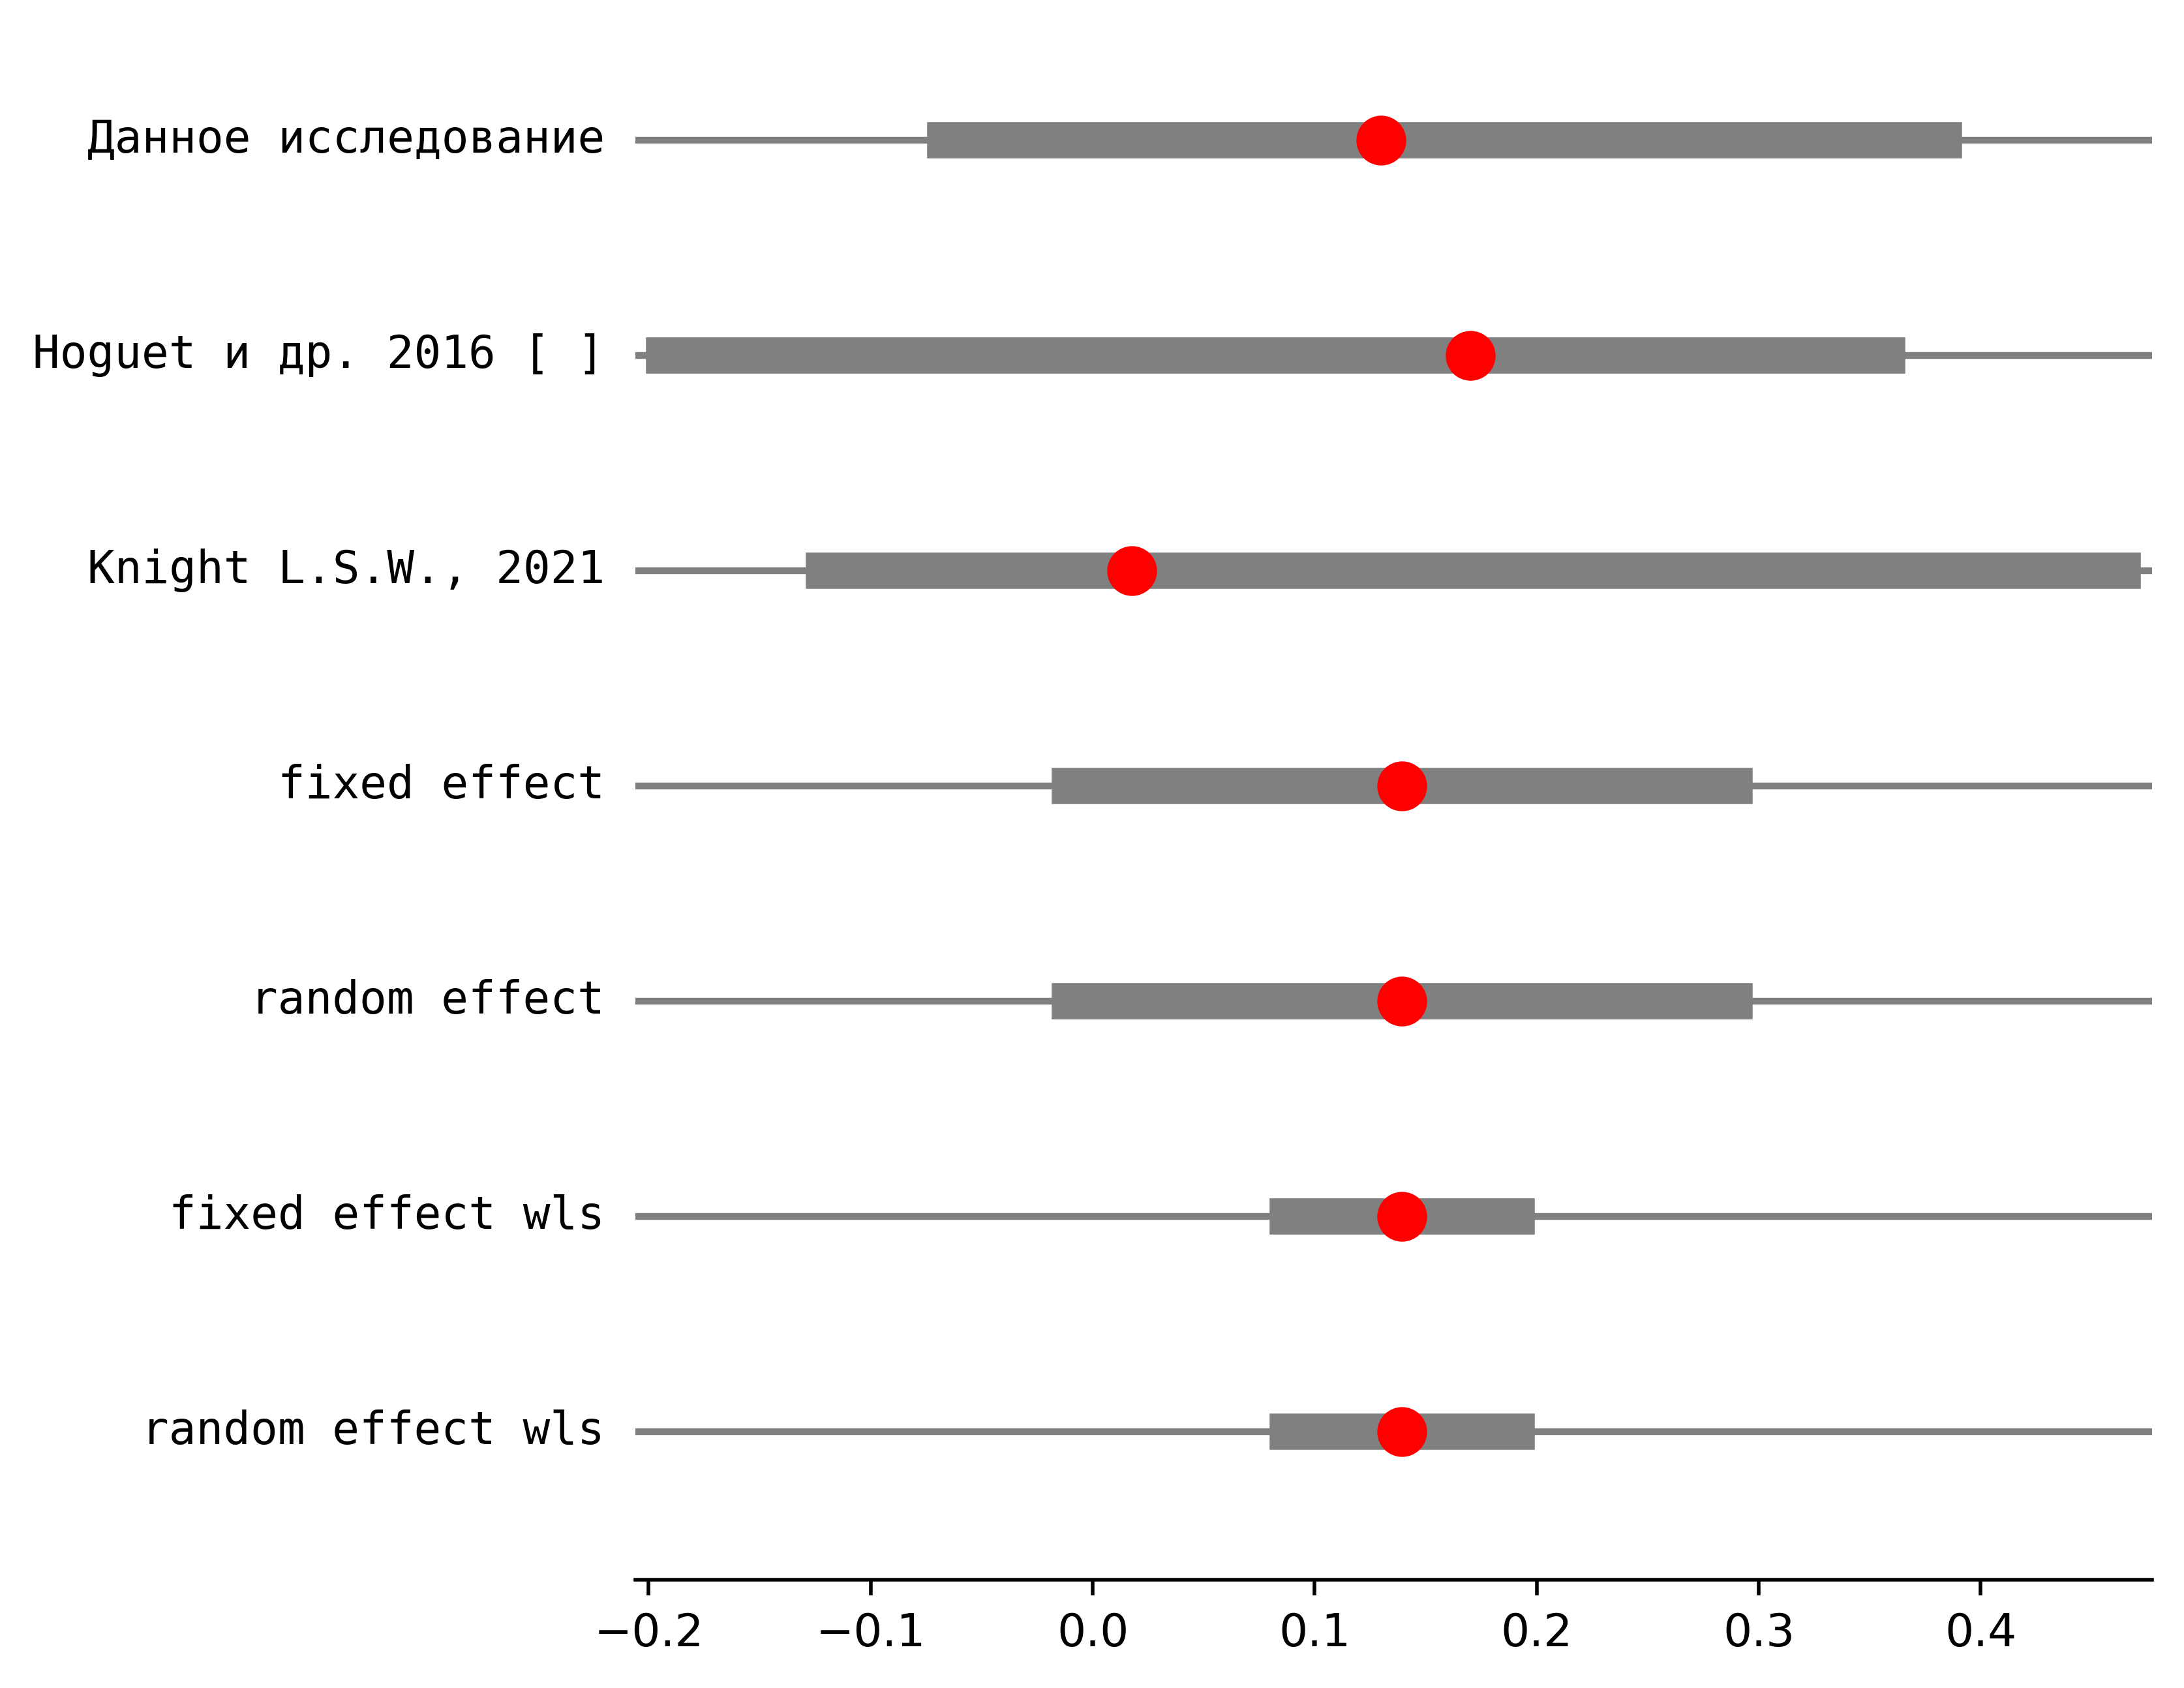 Данное исследование
Hoguet и др. 2016 [ ]
Knight L.S.W., 2021
fixed effect
random effect
fixed effect wls
random effect wls
−0.2 −0.1 0.0 0.1 0.2 0.3 0.4